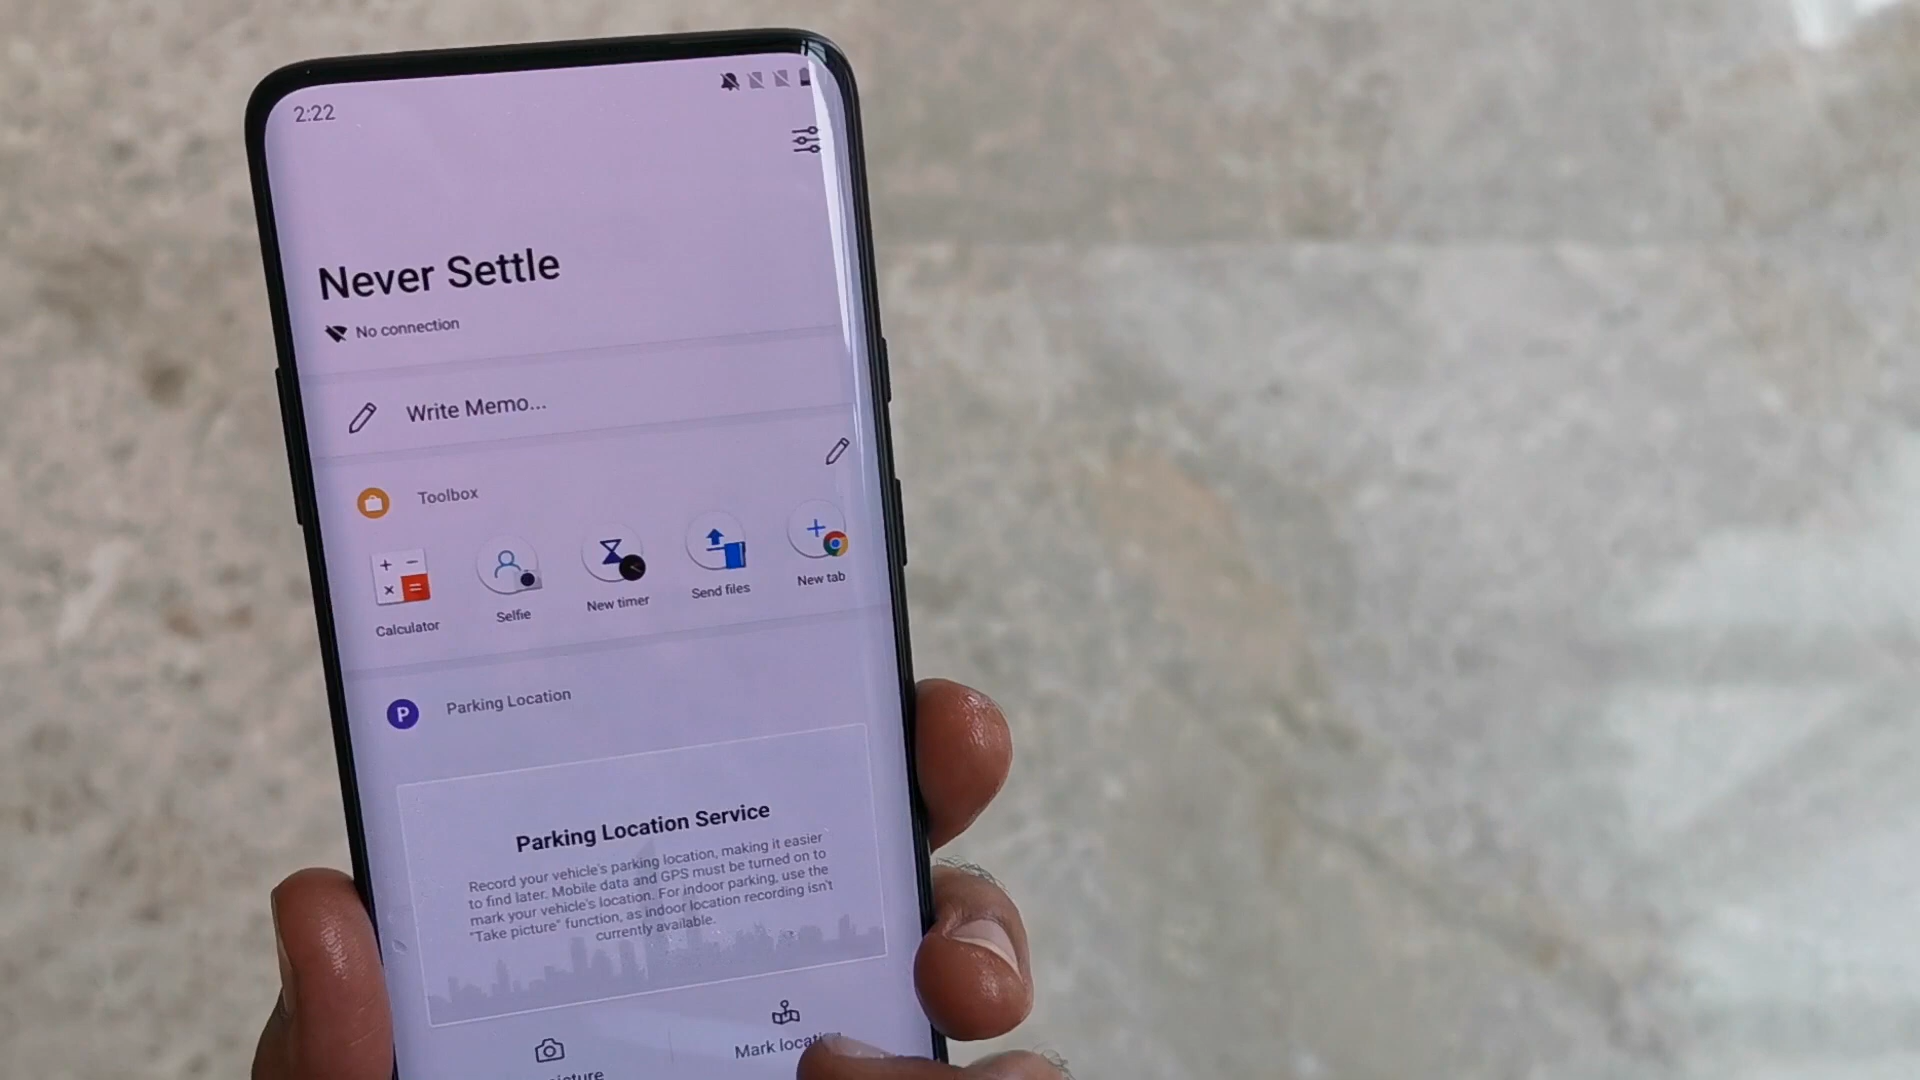 2:22
Never Settle
No connection
Write Memo...
Toolbox
Calculator
Selfie
New timer
Send files
New tab
P
Parking Location
Parking Location Service
Record your vehicle's parking location, making it easier
to find later. Mobile data and GPS must be turned on to
mark your vehicle's location. For indoor parking, use the
"Take picture" function, as indoor location recording isn't
currently available.
Mark